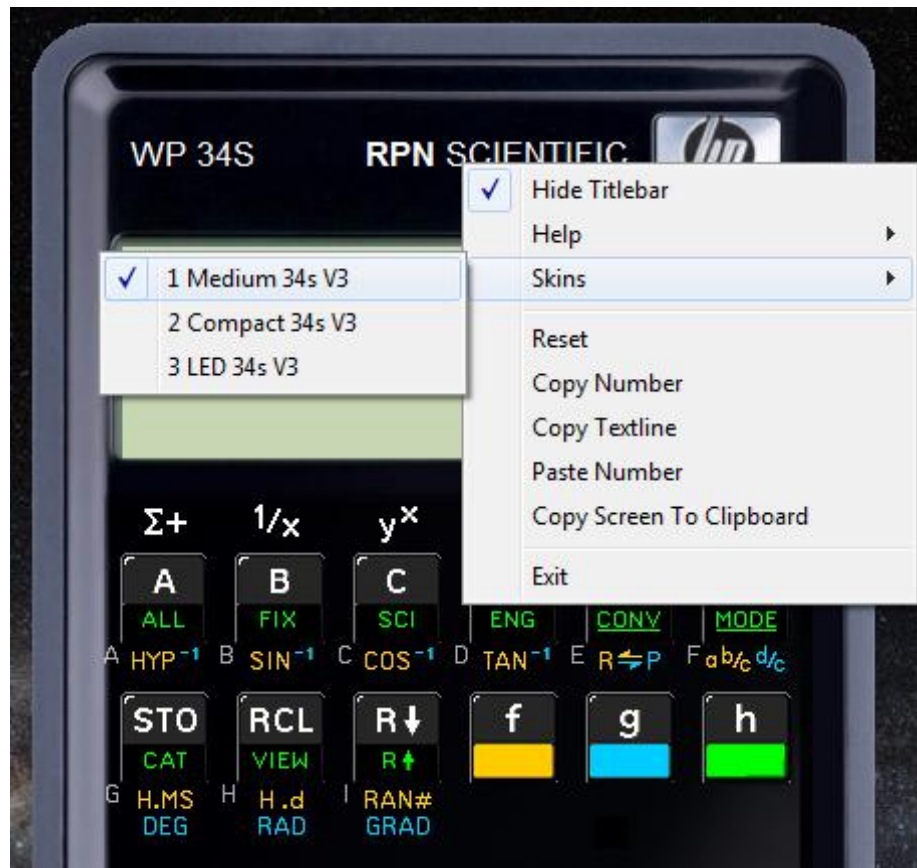 WP 34S RPN SCIENTIFIC hp
✓ Hide Titlebar
Help
Skins
✓ 1 Medium 34s V3
2 Compact 34s V3
3 LED 34s V3
Reset
Copy Number
Copy Textline
Paste Number
Copy Screen To Clipboard
Exit
Σ+ 1/x yˣ
A B C
ALL FIX SCI ENG CONV MODE
A HYP⁻¹ B SIN⁻¹ C COS⁻¹ D TAN⁻¹ E R⇆P F a b/c d/c
STO RCL R↓ f g h
CAT VIEW R↑
G H.MS H H.d I RAN#
DEG RAD GRAD